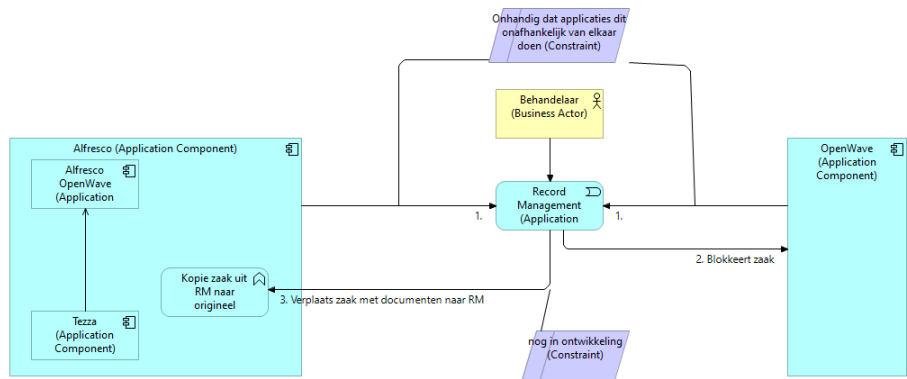 Onhandig dat applicaties dit
onafhankelijk van elkaar
doen (Constraint)
Behandelaar
(Business Actor)
Alfresco (Application Component)
Alfresco
OpenWave
(Application
OpenWave
(Application
Component)
Record
Management
(Application
1.
1.
2. Blokkeert zaak
Kopie zaak uit
RM naar
origineel
3. Verplaats zaak met documenten naar RM
Tezza
(Application
Component)
nog in ontwikkeling
(Constraint)